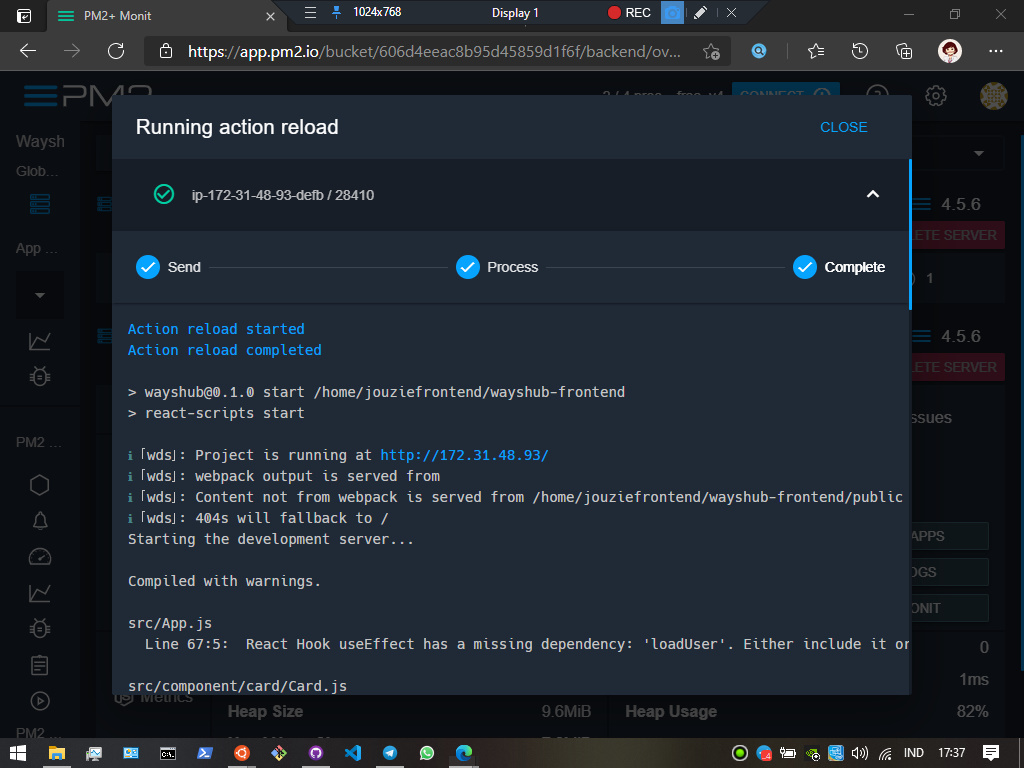 PM2+ Monit
1024x768
Display 1
REC
https://app.pm2.io/bucket/606d4eeac8b95d45859d1f6f/backend/ov...
PM2
CONNECT
Running action reload
CLOSE
Waysh
Glob...
ip-172-31-48-93-defb / 28410
4.5.6
ETE SERVER
App ...
Send
Process
Complete
1
Action reload started
4.5.6
Action reload completed
ETE SERVER
> wayshub@0.1.0 start /home/jouziefrontend/wayshub-frontend
> react-scripts start
ssues
PM2 ...
ℹ ｢wds｣: Project is running at http://172.31.48.93/
ℹ ｢wds｣: webpack output is served from
ℹ ｢wds｣: Content not from webpack is served from /home/jouziefrontend/wayshub-frontend/public
ℹ ｢wds｣: 404s will fallback to /
Starting the development server...
APPS
OGS
Compiled with warnings.
ONIT
src/App.js
Line 67:5: React Hook useEffect has a missing dependency: 'loadUser'. Either include it or
0
1ms
src/component/card/Card.js
Metrics
Heap Size
9.6MiB
Heap Usage
82%
PM2 ...
IND
17:37